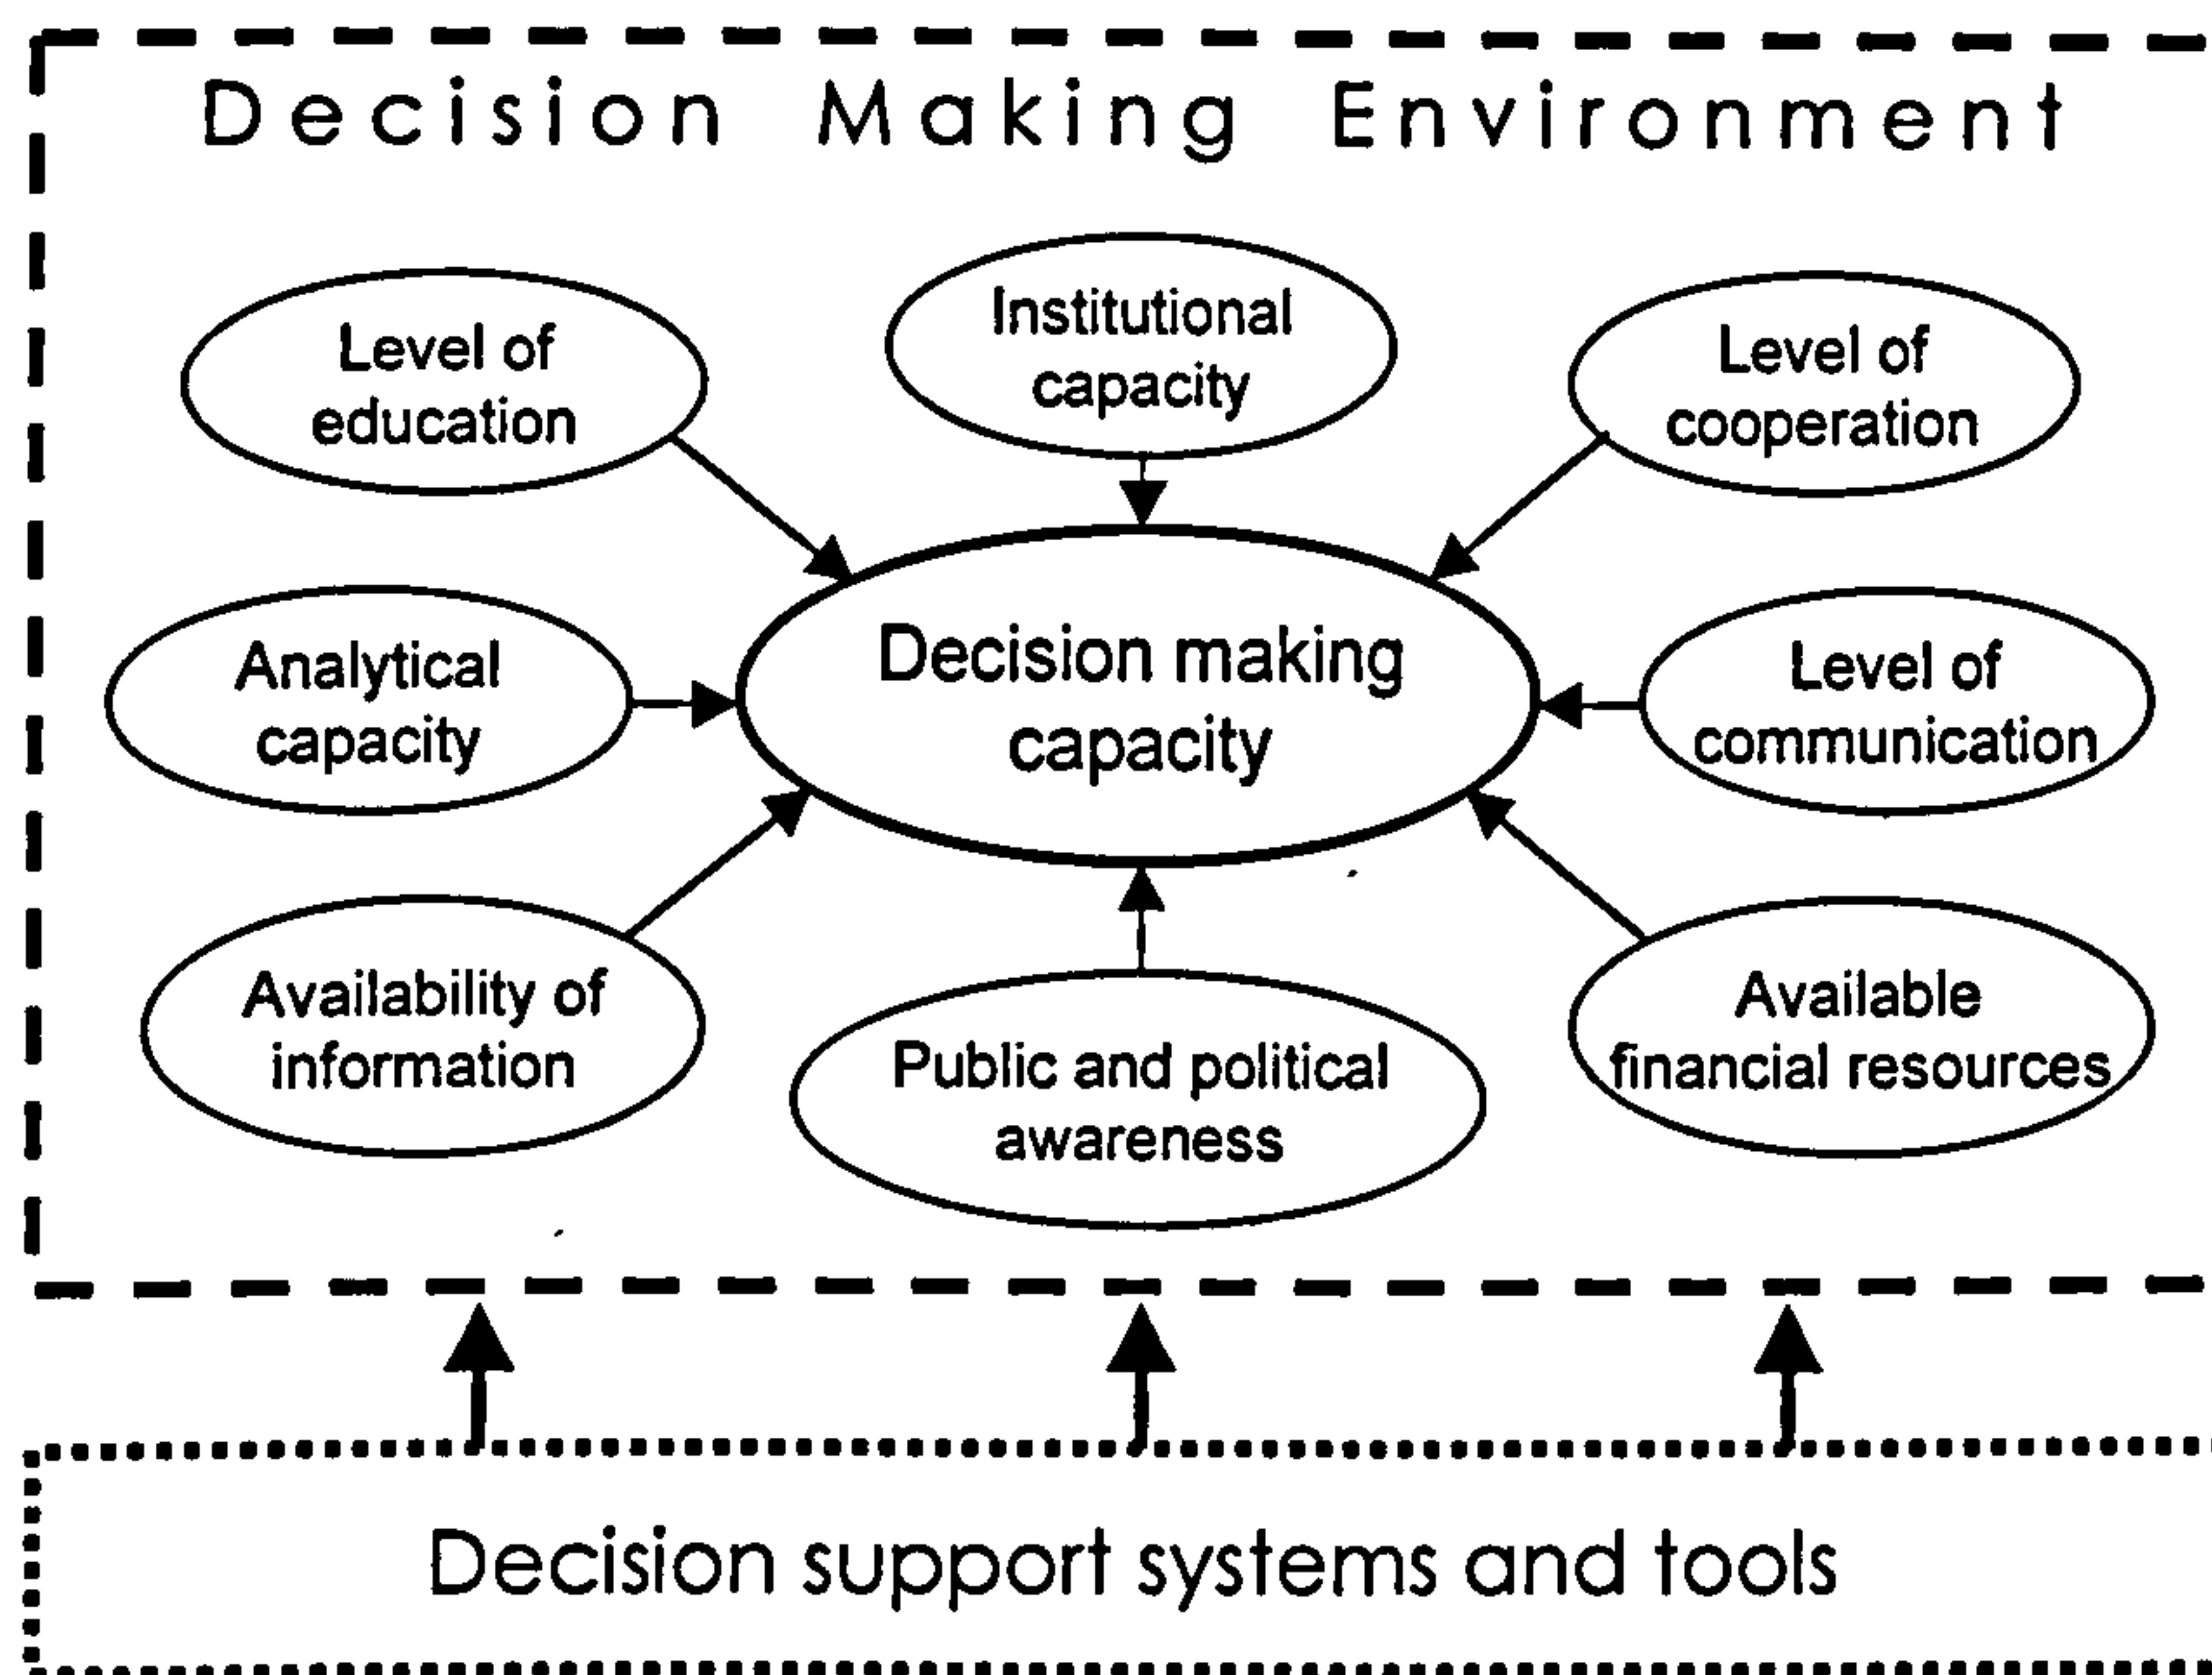 Decision Making Environment
Level of
education
Institutional
capacity
Level of
cooperation
Analytical
capacity
Decision making
capacity
Level of
communication
Availability of
information
Public and political
awareness
Available
financial resources
Decision support systems and tools